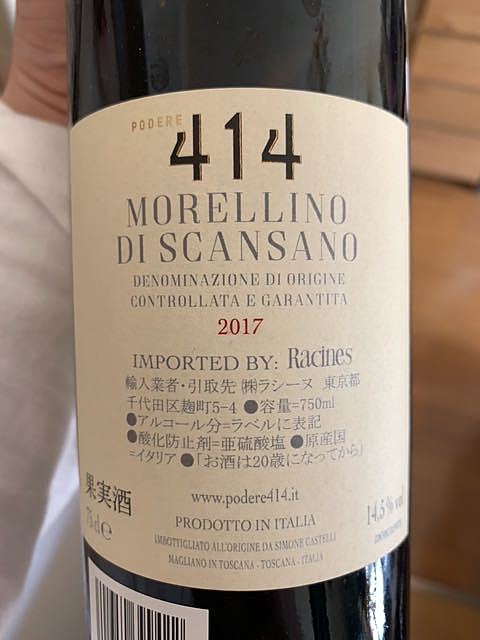 PODERE
414
MORELLINO
DI SCANSANO
DENOMINAZIONE DI ORIGINE
CONTROLLATA E GARANTITA
2017
IMPORTED BY: Racines
輸入業者・引取先 ㈱ラシーヌ 東京都
千代田区麹町5-4 ●容量=750ml
●アルコール分=ラベルに表記
●酸化防止剤=亜硫酸塩 ●原産国
=イタリア ●「お酒は20歳になってから」
果実酒
75cl℮
www.podere414.it
14,5% vol.
PRODOTTO IN ITALIA
IMBOTTIGLIATO ALL'ORIGINE DA SIMONE CASTELLI
MAGLIANO IN TOSCANA - TOSCANA - ITALIA